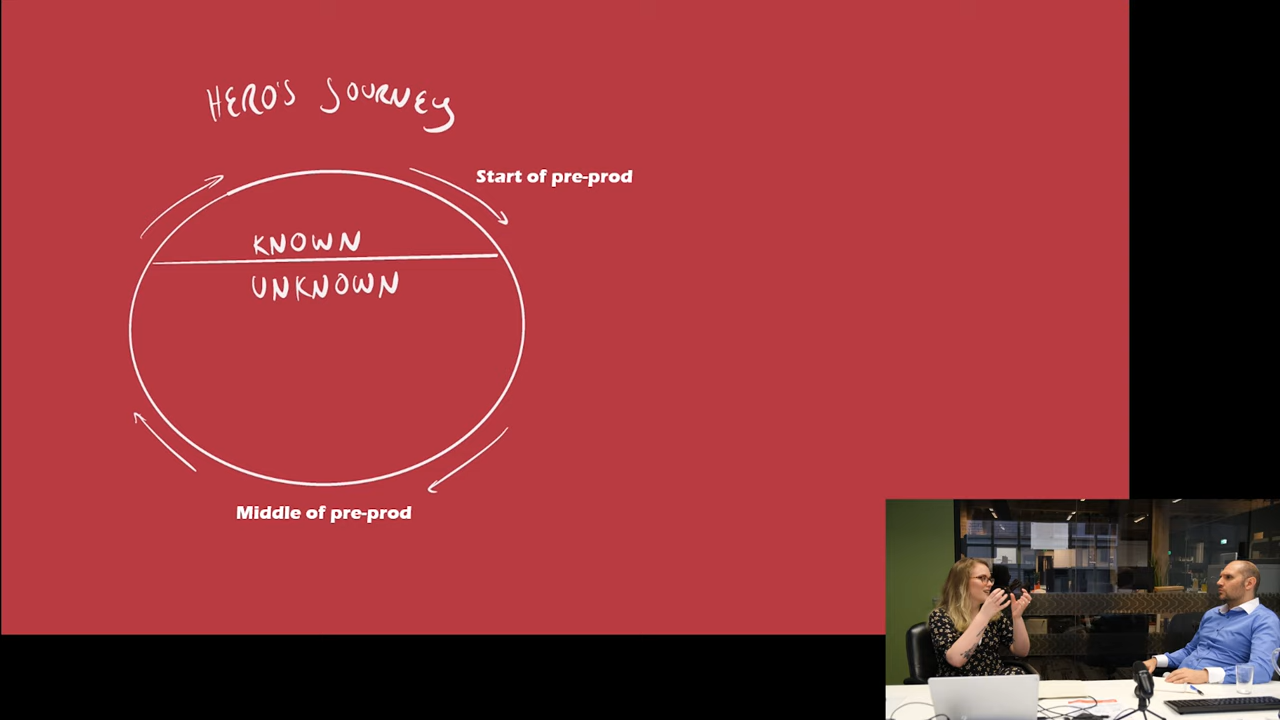 HERO'S JOURNEY
Start of pre-prod
KNOWN
UNKNOWN
Middle of pre-prod